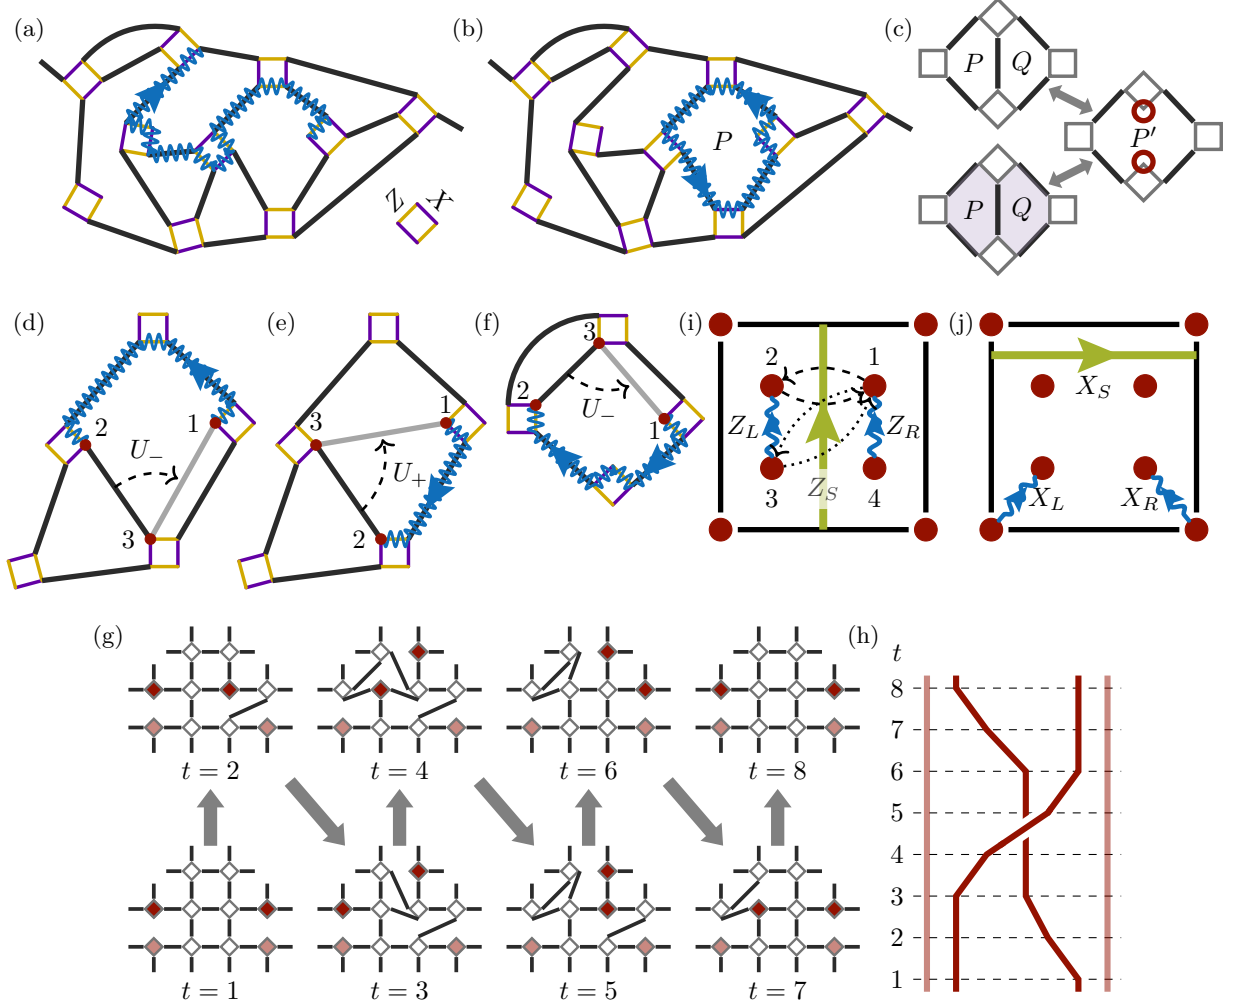 (a)
(b)
(c)
P
Q
P
P′
Z
X
P
Q
(d)
(e)
(f)
(i)
(j)
3
2
1
2
2
1
1
U₋
X_S
3
1
1
U₋
Z_L
Z_R
U₊
3
Z_S
4
X_L
X_R
3
2
(g)
(h)
t
8
7
t = 2
t = 4
t = 6
t = 8
6
5
4
3
2
t = 1
t = 3
t = 5
t = 7
1